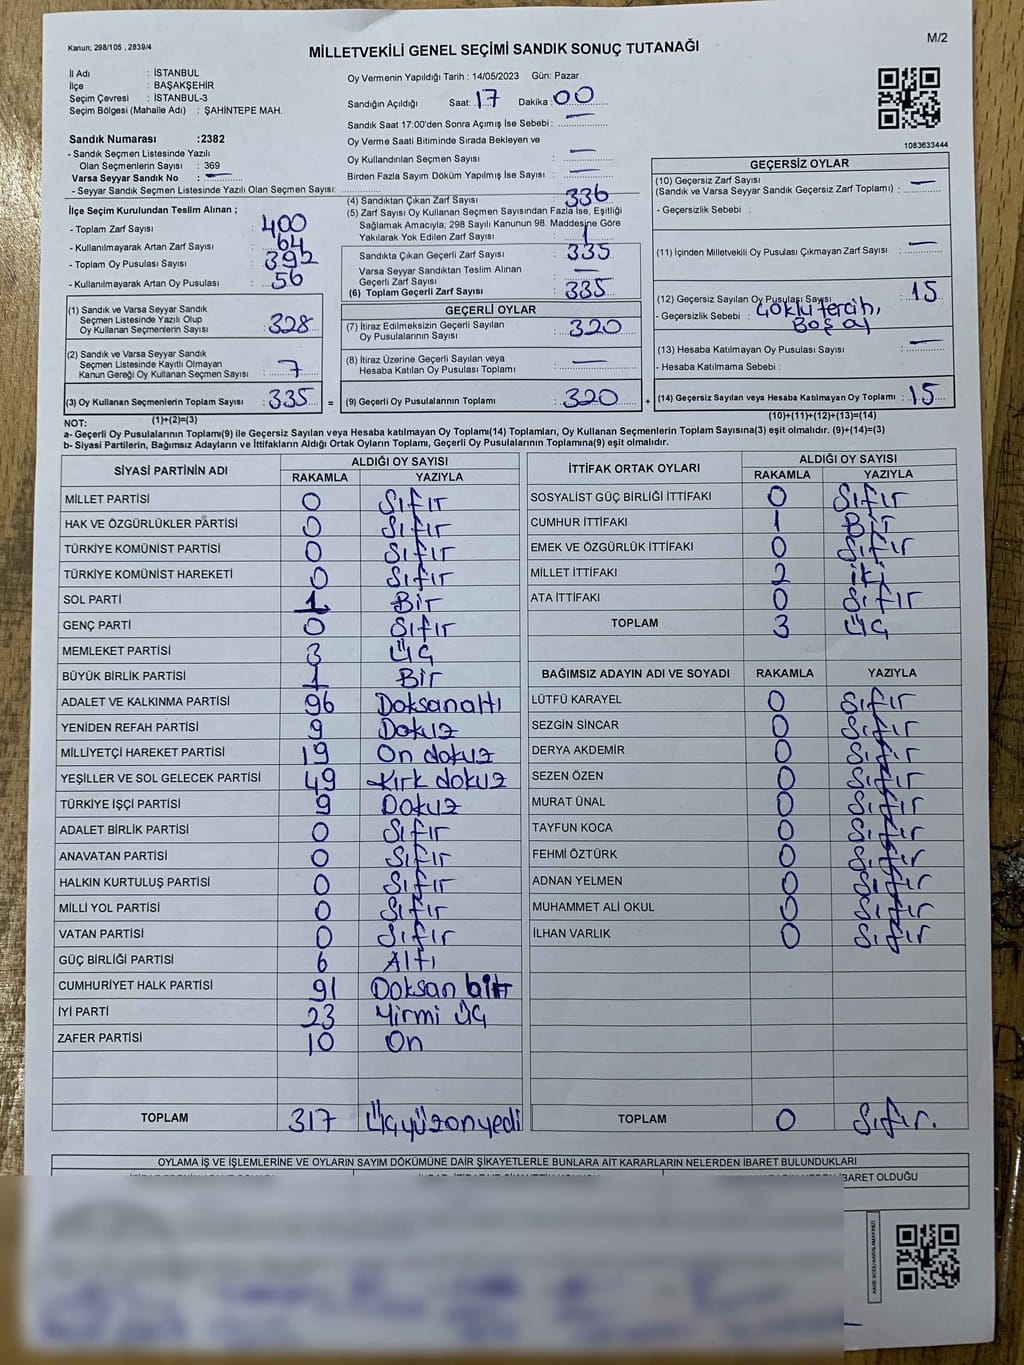 Kanun; 298/105 , 2839/4
MİLLETVEKİLİ GENEL SEÇİMİ SANDIK SONUÇ TUTANAĞI
M/2
İl Adı : İSTANBUL
İlçe : BAŞAKŞEHİR
Seçim Çevresi : İSTANBUL-3
Seçim Bölgesi (Mahalle Adı) : ŞAHİNTEPE MAH.
Sandık Numarası :2382
- Sandık Seçmen Listesinde Yazılı
Olan Seçmenlerin Sayısı : 369
Varsa Seyyar Sandık No : —
- Seyyar Sandık Seçmen Listesinde Yazılı Olan Seçmen Sayısı:
Oy Vermenin Yapıldığı Tarih : 14/05/2023 Gün: Pazar
Sandığın Açıldığı Saat: 17 Dakika : 00
Sandık Saat 17:00'den Sonra Açımış İse Sebebi : —
Oy Verme Saati Bitiminde Sırada Bekleyen ve
Oy Kullandırılan Seçmen Sayısı : —
Birden Fazla Sayım Döküm Yapılmış İse Sayısı : —
1083633444
İlçe Seçim Kurulundan Teslim Alınan ;
- Toplam Zarf Sayısı : 400
- Kullanılmayarak Artan Zarf Sayısı : 64
- Toplam Oy Pusulası Sayısı : 392
- Kullanılmayarak Artan Oy Pusulası : 56
(1) Sandık ve Varsa Seyyar Sandık
Seçmen Listesinde Yazılı Olup
Oy Kullanan Seçmenlerin Sayısı : 328
(2) Sandık ve Varsa Seyyar Sandık
Seçmen Listesinde Kayıtlı Olmayan
Kanun Gereği Oy Kullanan Seçmen Sayısı : 7
(3) Oy Kullanan Seçmenlerin Toplam Sayısı : 335 =
(4) Sandıktan Çıkan Zarf Sayısı : 336
(5) Zarf Sayısı Oy Kullanan Seçmen Sayısından Fazla İse, Eşitliği
Sağlamak Amacıyla; 298 Sayılı Kanunun 98. Maddesine Göre
Yakılarak Yok Edilen Zarf Sayısı : 1
Sandıkta Çıkan Geçerli Zarf Sayısı : 335
Varsa Seyyar Sandıktan Teslim Alınan
Geçerli Zarf Sayısı : —
(6) Toplam Geçerli Zarf Sayısı : 335
GEÇERLİ OYLAR
(7) İtiraz Edilmeksizin Geçerli Sayılan
Oy Pusulalarının Sayısı : 320
(8) İtiraz Üzerine Geçerli Sayılan veya
Hesaba Katılan Oy Pusulası Toplamı : —
(9) Geçerli Oy Pusulalarının Toplamı : 320 +
GEÇERSİZ OYLAR
(10) Geçersiz Zarf Sayısı
(Sandık ve Varsa Seyyar Sandık Geçersiz Zarf Toplamı) : —
- Geçersizlik Sebebi :
(11) İçinden Milletvekili Oy Pusulası Çıkmayan Zarf Sayısı : —
(12) Geçersiz Sayılan Oy Pusulası Sayısı : 15
- Geçersizlik Sebebi : Çoklu tercih,
Boş oy
(13) Hesaba Katılmayan Oy Pusulası Sayısı : —
- Hesaba Katılmama Sebebi :
(14) Geçersiz Sayılan veya Hesaba Katılmayan Oy Toplamı : 15
NOT: (1)+(2)=(3) (10)+(11)+(12)+(13)=(14)
a- Geçerli Oy Pusulalarının Toplamı(9) ile Geçersiz Sayılan veya Hesaba katılmayan Oy Toplamı(14) Toplamları, Oy Kullanan Seçmenlerin Toplam Sayısına(3) eşit olmalıdır. (9)+(14)=(3)
b- Siyasi Partilerin, Bağımsız Adayların ve İttifakların Aldığı Ortak Oyların Toplamı, Geçerli Oy Pusulalarının Toplamına(9) eşit olmalıdır.
SİYASİ PARTİNİN ADI ALDIĞI OY SAYISI
RAKAMLA YAZIYLA
MİLLET PARTİSİ 0 Sıfır
HAK VE ÖZGÜRLÜKLER PARTİSİ 0 Sıfır
TÜRKİYE KOMÜNİST PARTİSİ 0 Sıfır
TÜRKİYE KOMÜNİST HAREKETİ 0 Sıfır
SOL PARTİ 1 Bir
GENÇ PARTİ 0 Sıfır
MEMLEKET PARTİSİ 3 Üç
BÜYÜK BİRLİK PARTİSİ 1 Bir
ADALET VE KALKINMA PARTİSİ 96 Doksanaltı
YENİDEN REFAH PARTİSİ 9 Dokuz
MİLLİYETÇİ HAREKET PARTİSİ 19 On dokuz
YEŞİLLER VE SOL GELECEK PARTİSİ 49 Kırk dokuz
TÜRKİYE İŞÇİ PARTİSİ 9 Dokuz
ADALET BİRLİK PARTİSİ 0 Sıfır
ANAVATAN PARTİSİ 0 Sıfır
HALKIN KURTULUŞ PARTİSİ 0 Sıfır
MİLLİ YOL PARTİSİ 0 Sıfır
VATAN PARTİSİ 0 Sıfır
GÜÇ BİRLİĞİ PARTİSİ 6 Altı
CUMHURİYET HALK PARTİSİ 91 Doksan bir
İYİ PARTİ 23 Yirmi Üç
ZAFER PARTİSİ 10 On
TOPLAM 317 Üçyüzonyedi
İTTİFAK ORTAK OYLARI ALDIĞI OY SAYISI
RAKAMLA YAZIYLA
SOSYALİST GÜÇ BİRLİĞİ İTTİFAKI 0 Sıfır
CUMHUR İTTİFAKI 1 Bir
EMEK VE ÖZGÜRLÜK İTTİFAKI 0 Sıfır
MİLLET İTTİFAKI 2 iki
ATA İTTİFAKI 0 Sıfır
TOPLAM 3 Üç
BAĞIMSIZ ADAYIN ADI VE SOYADI RAKAMLA YAZIYLA
LÜTFÜ KARAYEL 0 Sıfır
SEZGİN SİNCAR 0 Sıfır
DERYA AKDEMİR 0 Sıfır
SEZEN ÖZEN 0 Sıfır
MURAT ÜNAL 0 Sıfır
TAYFUN KOCA 0 Sıfır
FEHMİ ÖZTÜRK 0 Sıfır
ADNAN YELMEN 0 Sıfır
MUHAMMET ALİ OKUL 0 Sıfır
İLHAN VARLIK 0 Sıfır
TOPLAM 0 Sıfır.
OYLAMA İŞ VE İŞLEMLERİNE VE OYLARIN SAYIM DÖKÜMÜNE DAİR ŞİKAYETLERLE BUNLARA AİT KARARLARIN NELERDEN İBARET BULUNDUKLARI
İBARET OLDUĞU